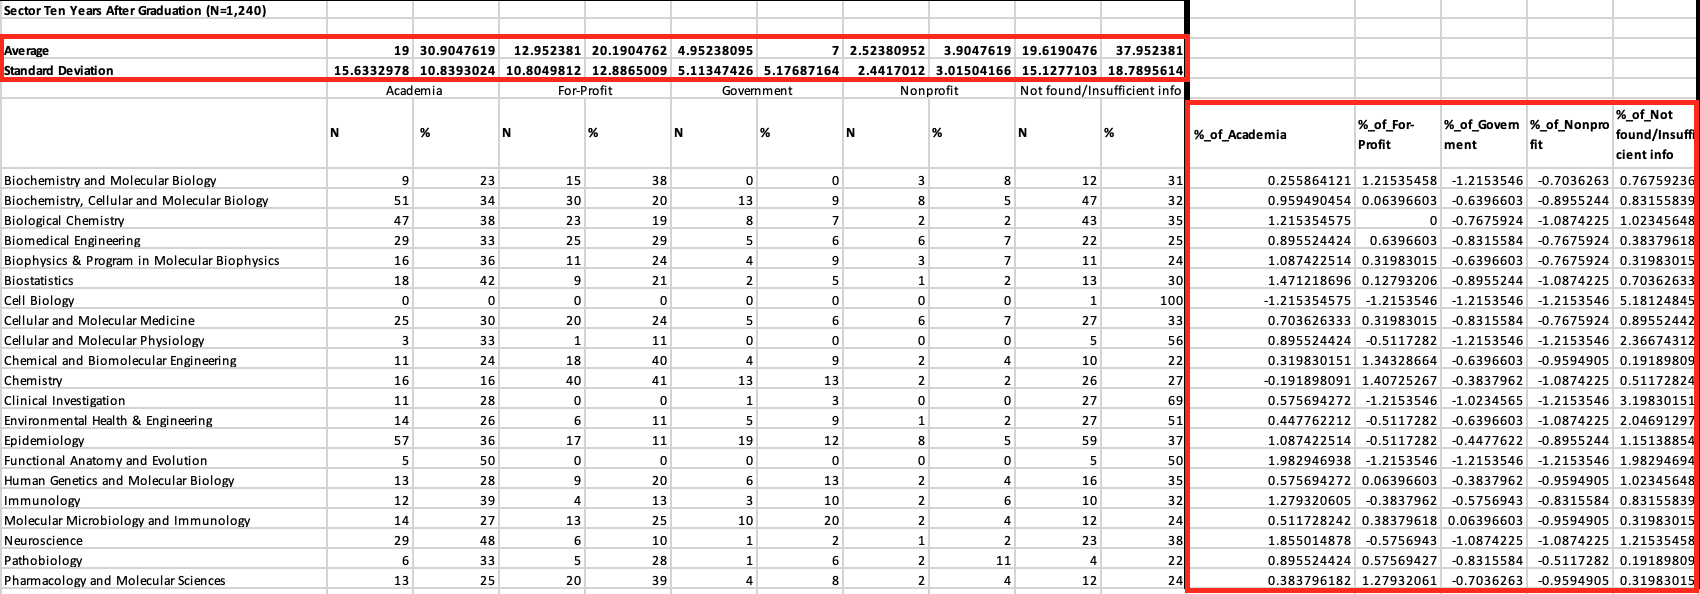 Sector Ten Years After Graduation (N=1,240)
Average 19 30.9047619 12.952381 20.1904762 4.95238095 7 2.52380952 3.9047619 19.6190476 37.952381
Standard Deviation 15.6332978 10.8393024 10.8049812 12.8865009 5.11347426 5.17687164 2.4417012 3.01504166 15.1277103 18.7895614
Academia For-Profit Government Nonprofit Not found/Insufficient info
N % N % N % N % N % %_of_Academia %_of_For-Profit %_of_Government %_of_Nonprofit %_of_Not found/Insufficient info
Biochemistry and Molecular Biology 9 23 15 38 0 0 3 8 12 31 0.255864121 1.21535458 -1.2153546 -0.7036263 0.76759236
Biochemistry, Cellular and Molecular Biology 51 34 30 20 13 9 8 5 47 32 0.959490454 0.06396603 -0.6396603 -0.8955244 0.83155839
Biological Chemistry 47 38 23 19 8 7 2 2 43 35 1.215354575 0 -0.7675924 -1.0874225 1.02345648
Biomedical Engineering 29 33 25 29 5 6 6 7 22 25 0.895524424 0.6396603 -0.8315584 -0.7675924 0.38379618
Biophysics & Program in Molecular Biophysics 16 36 11 24 4 9 3 7 11 24 1.087422514 0.31983015 -0.6396603 -0.7675924 0.31983015
Biostatistics 18 42 9 21 2 5 1 2 13 30 1.471218696 0.12793206 -0.8955244 -1.0874225 0.70362633
Cell Biology 0 0 0 0 0 0 0 0 1 100 -1.215354575 -1.2153546 -1.2153546 -1.2153546 5.18124845
Cellular and Molecular Medicine 25 30 20 24 5 6 6 7 27 33 0.703626333 0.31983015 -0.8315584 -0.7675924 0.89552442
Cellular and Molecular Physiology 3 33 1 11 0 0 0 0 5 56 0.895524424 -0.5117282 -1.2153546 -1.2153546 2.36674312
Chemical and Biomolecular Engineering 11 24 18 40 4 9 2 4 10 22 0.319830151 1.34328664 -0.6396603 -0.9594905 0.19189809
Chemistry 16 16 40 41 13 13 2 2 26 27 -0.191898091 1.40725267 -0.3837962 -1.0874225 0.51172824
Clinical Investigation 11 28 0 0 1 3 0 0 27 69 0.575694272 -1.2153546 -1.0234565 -1.2153546 3.19830151
Environmental Health & Engineering 14 26 6 11 5 9 1 2 27 51 0.447762212 -0.5117282 -0.6396603 -1.0874225 2.04691297
Epidemiology 57 36 17 11 19 12 8 5 59 37 1.087422514 -0.5117282 -0.4477622 -0.8955244 1.15138854
Functional Anatomy and Evolution 5 50 0 0 0 0 0 0 5 50 1.982946938 -1.2153546 -1.2153546 -1.2153546 1.98294694
Human Genetics and Molecular Biology 13 28 9 20 6 13 2 4 16 35 0.575694272 0.06396603 -0.3837962 -0.9594905 1.02345648
Immunology 12 39 4 13 3 10 2 6 10 32 1.279320605 -0.3837962 -0.5756943 -0.8315584 0.83155839
Molecular Microbiology and Immunology 14 27 13 25 10 20 2 4 12 24 0.511728242 0.38379618 0.06396603 -0.9594905 0.31983015
Neuroscience 29 48 6 10 1 2 1 2 23 38 1.855014878 -0.5756943 -1.0874225 -1.0874225 1.21535458
Pathobiology 6 33 5 28 1 6 2 11 4 22 0.895524424 0.57569427 -0.8315584 -0.5117282 0.19189809
Pharmacology and Molecular Sciences 13 25 20 39 4 8 2 4 12 24 0.383796182 1.27932061 -0.7036263 -0.9594905 0.31983015